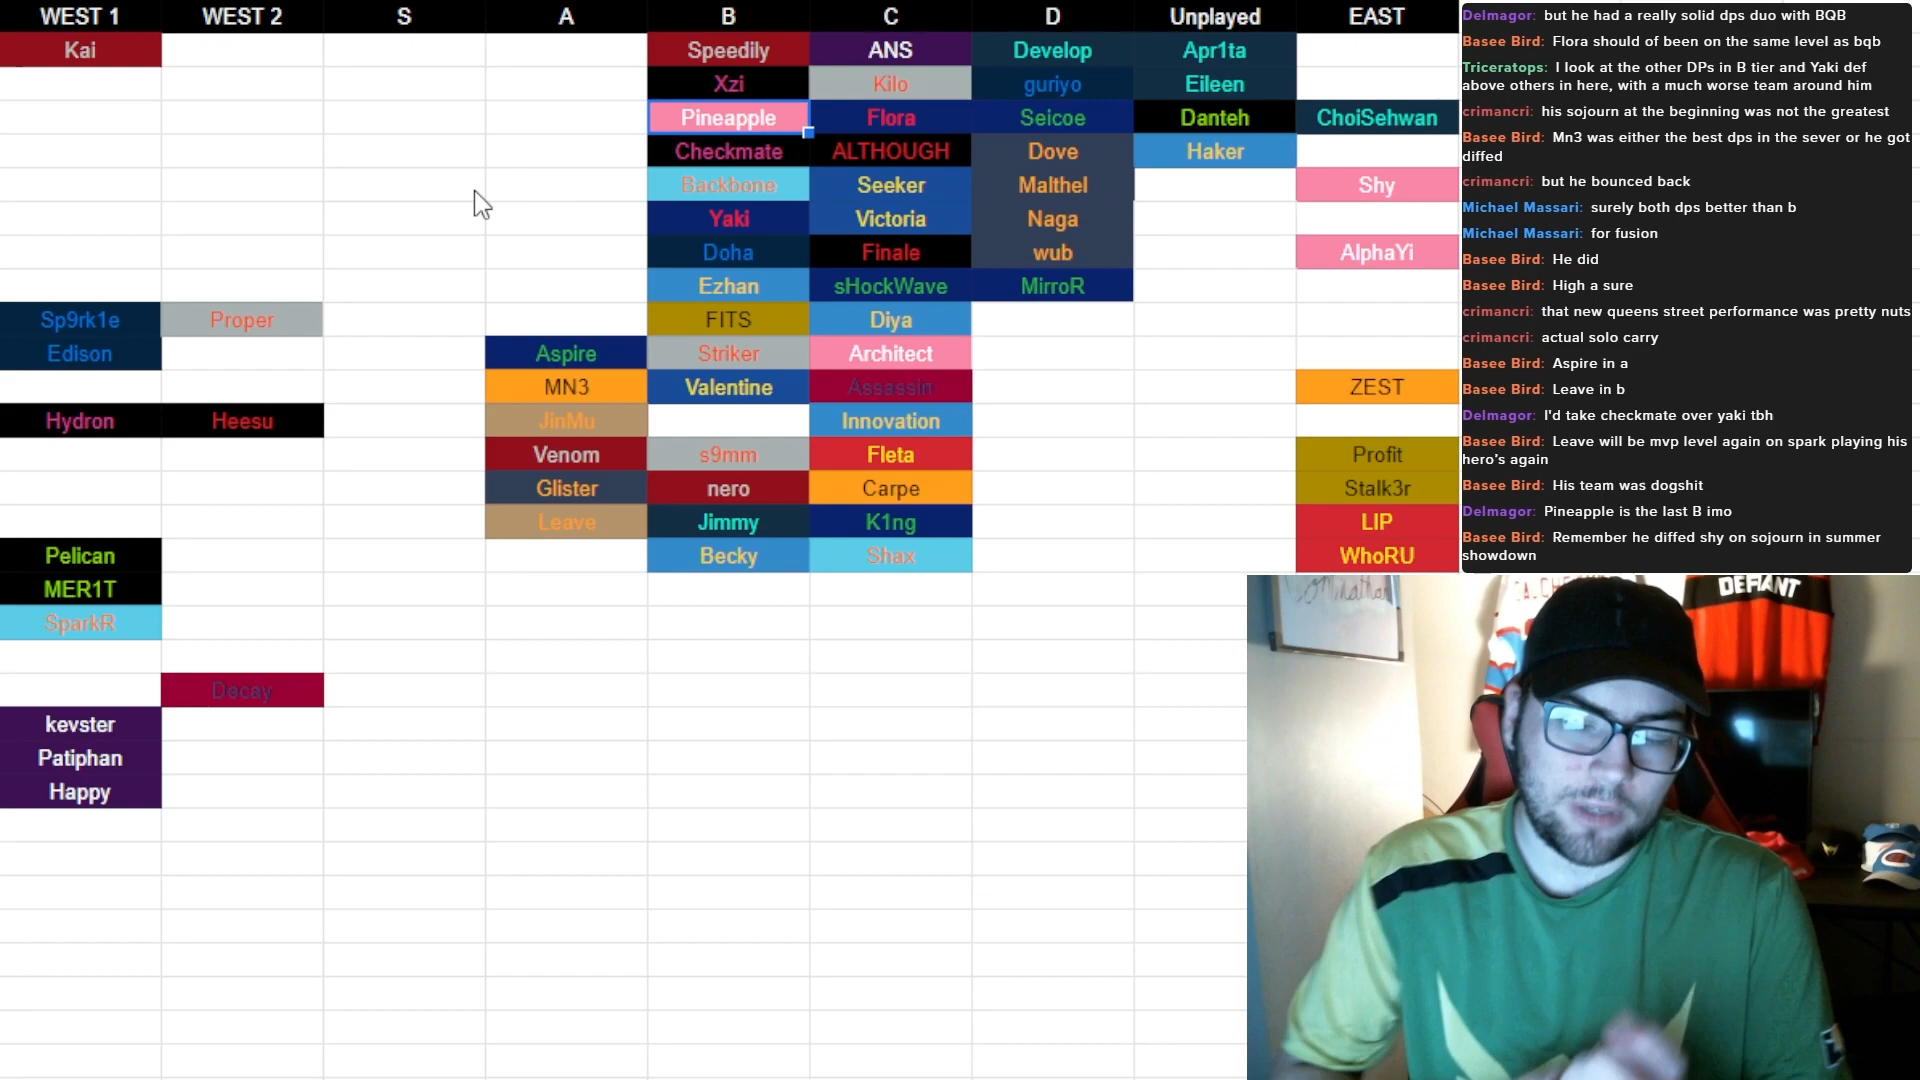 WEST 1 WEST 2 S A B C D Unplayed EAST
Kai Speedily ANS Develop Apr1ta
Xzi Kilo guriyo Eileen
Pineapple Flora Seicoe Danteh ChoiSehwan
Checkmate ALTHOUGH Dove Haker
Backbone Seeker Malthel Shy
Yaki Victoria Naga
Doha Finale wub AlphaYi
Ezhan sHockWave MirroR
Sp9rk1e Proper FITS Diya
Edison Aspire Striker Architect
MN3 Valentine Assassin ZEST
Hydron Heesu JinMu Innovation
Venom s9mm Fleta Profit
Glister nero Carpe Stalk3r
Leave Jimmy K1ng LIP
Pelican Becky Shax WhoRU
MER1T
SparkR
Decay
kevster
Patiphan
Happy
Delmagor: but he had a really solid dps duo with BQB
Basee Bird: Flora should of been on the same level as bqb
Triceratops: I look at the other DPs in B tier and Yaki def
above others in here, with a much worse team around him
crimancri: his sojourn at the beginning was not the greatest
Basee Bird: Mn3 was either the best dps in the sever or he got
diffed
crimancri: but he bounced back
Michael Massari: surely both dps better than b
Michael Massari: for fusion
Basee Bird: He did
Basee Bird: High a sure
crimancri: that new queens street performance was pretty nuts
crimancri: actual solo carry
Basee Bird: Aspire in a
Basee Bird: Leave in b
Delmagor: I'd take checkmate over yaki tbh
Basee Bird: Leave will be mvp level again on spark playing his
hero's again
Basee Bird: His team was dogshit
Delmagor: Pineapple is the last B imo
Basee Bird: Remember he diffed shy on sojourn in summer
showdown
DEFIANT